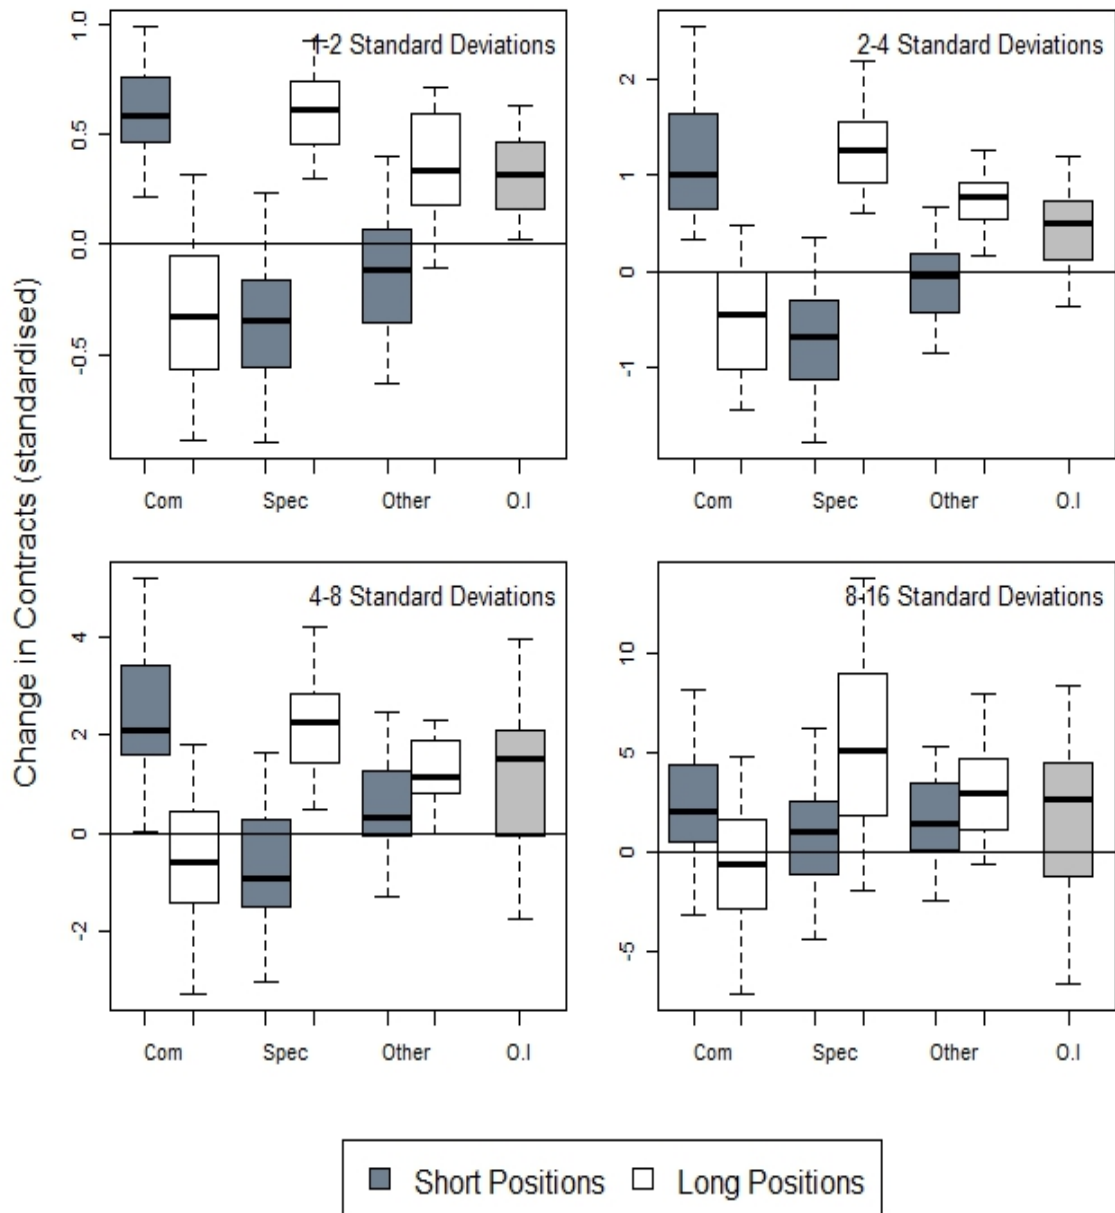 Change in Contracts (standardised)
1-2 Standard Deviations
1.0
0.5
0.0
-0.5
Com Spec Other O.I
2-4 Standard Deviations
2
1
0
-1
Com Spec Other O.I
4-8 Standard Deviations
4
2
0
-2
Com Spec Other O.I
8-16 Standard Deviations
10
5
0
-5
Com Spec Other O.I
Short Positions Long Positions